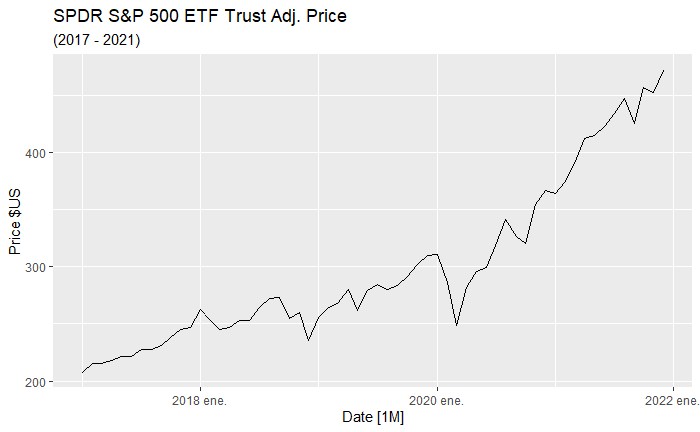 SPDR S&P 500 ETF Trust Adj. Price
(2017 - 2021)
Price $US
400
300
200
2018 ene.
2020 ene.
2022 ene.
Date [1M]